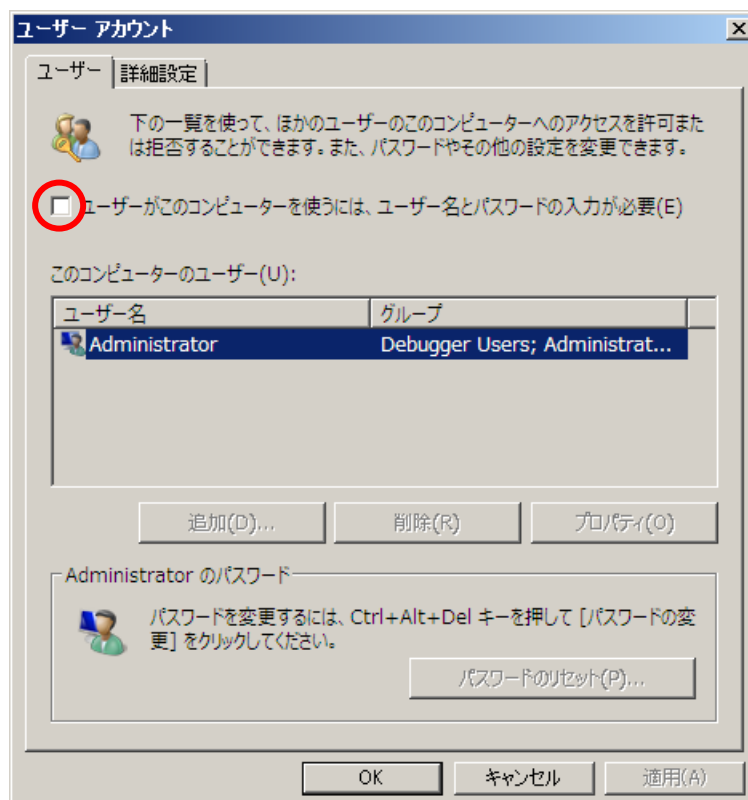 ユーザー アカウント
ユーザー 詳細設定
下の一覧を使って、ほかのユーザーのこのコンピューターへのアクセスを許可また
は拒否することができます。また、パスワードやその他の設定を変更できます。
ユーザーがこのコンピューターを使うには、ユーザー名とパスワードの入力が必要(E)
このコンピューターのユーザー(U):
ユーザー名 グループ
Administrator Debugger Users; Administrat...
追加(D)... 削除(R) プロパティ(O)
Administrator のパスワード
パスワードを変更するには、Ctrl+Alt+Del キーを押して [パスワードの変
更] をクリックしてください。
パスワードのリセット(P)...
OK キャンセル 適用(A)